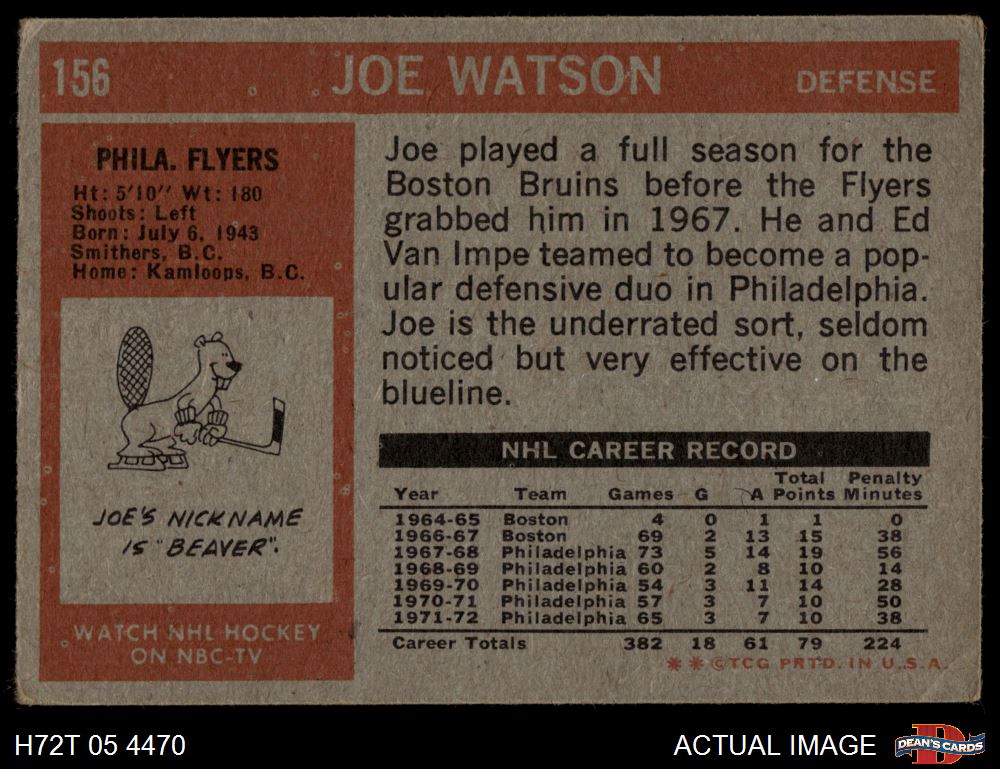 156 JOE WATSON DEFENSE
PHILA. FLYERS
Ht: 5'10" Wt: 180
Shoots: Left
Born: July 6, 1943
Smithers, B.C.
Home: Kamloops, B.C.
JOE'S NICKNAME
IS "BEAVER".
WATCH NHL HOCKEY
ON NBC-TV
Joe played a full season for the
Boston Bruins before the Flyers
grabbed him in 1967. He and Ed
Van Impe teamed to become a pop-
ular defensive duo in Philadelphia.
Joe is the underrated sort, seldom
noticed but very effective on the
blueline.
NHL CAREER RECORD
Total Penalty
Year Team Games G A Points Minutes
1964-65 Boston 4 0 1 1 0
1966-67 Boston 69 2 13 15 38
1967-68 Philadelphia 73 5 14 19 56
1968-69 Philadelphia 60 2 8 10 14
1969-70 Philadelphia 54 3 11 14 28
1970-71 Philadelphia 57 3 7 10 50
1971-72 Philadelphia 65 3 7 10 38
Career Totals 382 18 61 79 224
* * ©TCG PRTD. IN U.S.A.
H72T 05 4470 ACTUAL IMAGE D DEAN'S CARDS